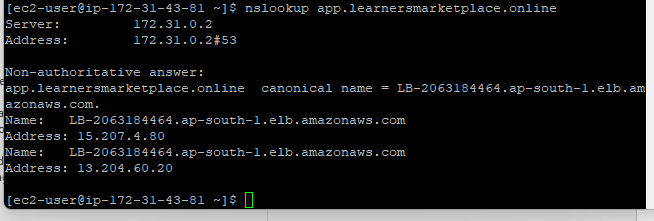 [ec2-user@ip-172-31-43-81 ~]$ nslookup app.learnersmarketplace.online
Server:         172.31.0.2
Address:        172.31.0.2#53

Non-authoritative answer:
app.learnersmarketplace.online  canonical name = LB-2063184464.ap-south-1.elb.am
azonaws.com.
Name:   LB-2063184464.ap-south-1.elb.amazonaws.com
Address: 15.207.4.80
Name:   LB-2063184464.ap-south-1.elb.amazonaws.com
Address: 13.204.60.20
[ec2-user@ip-172-31-43-81 ~]$